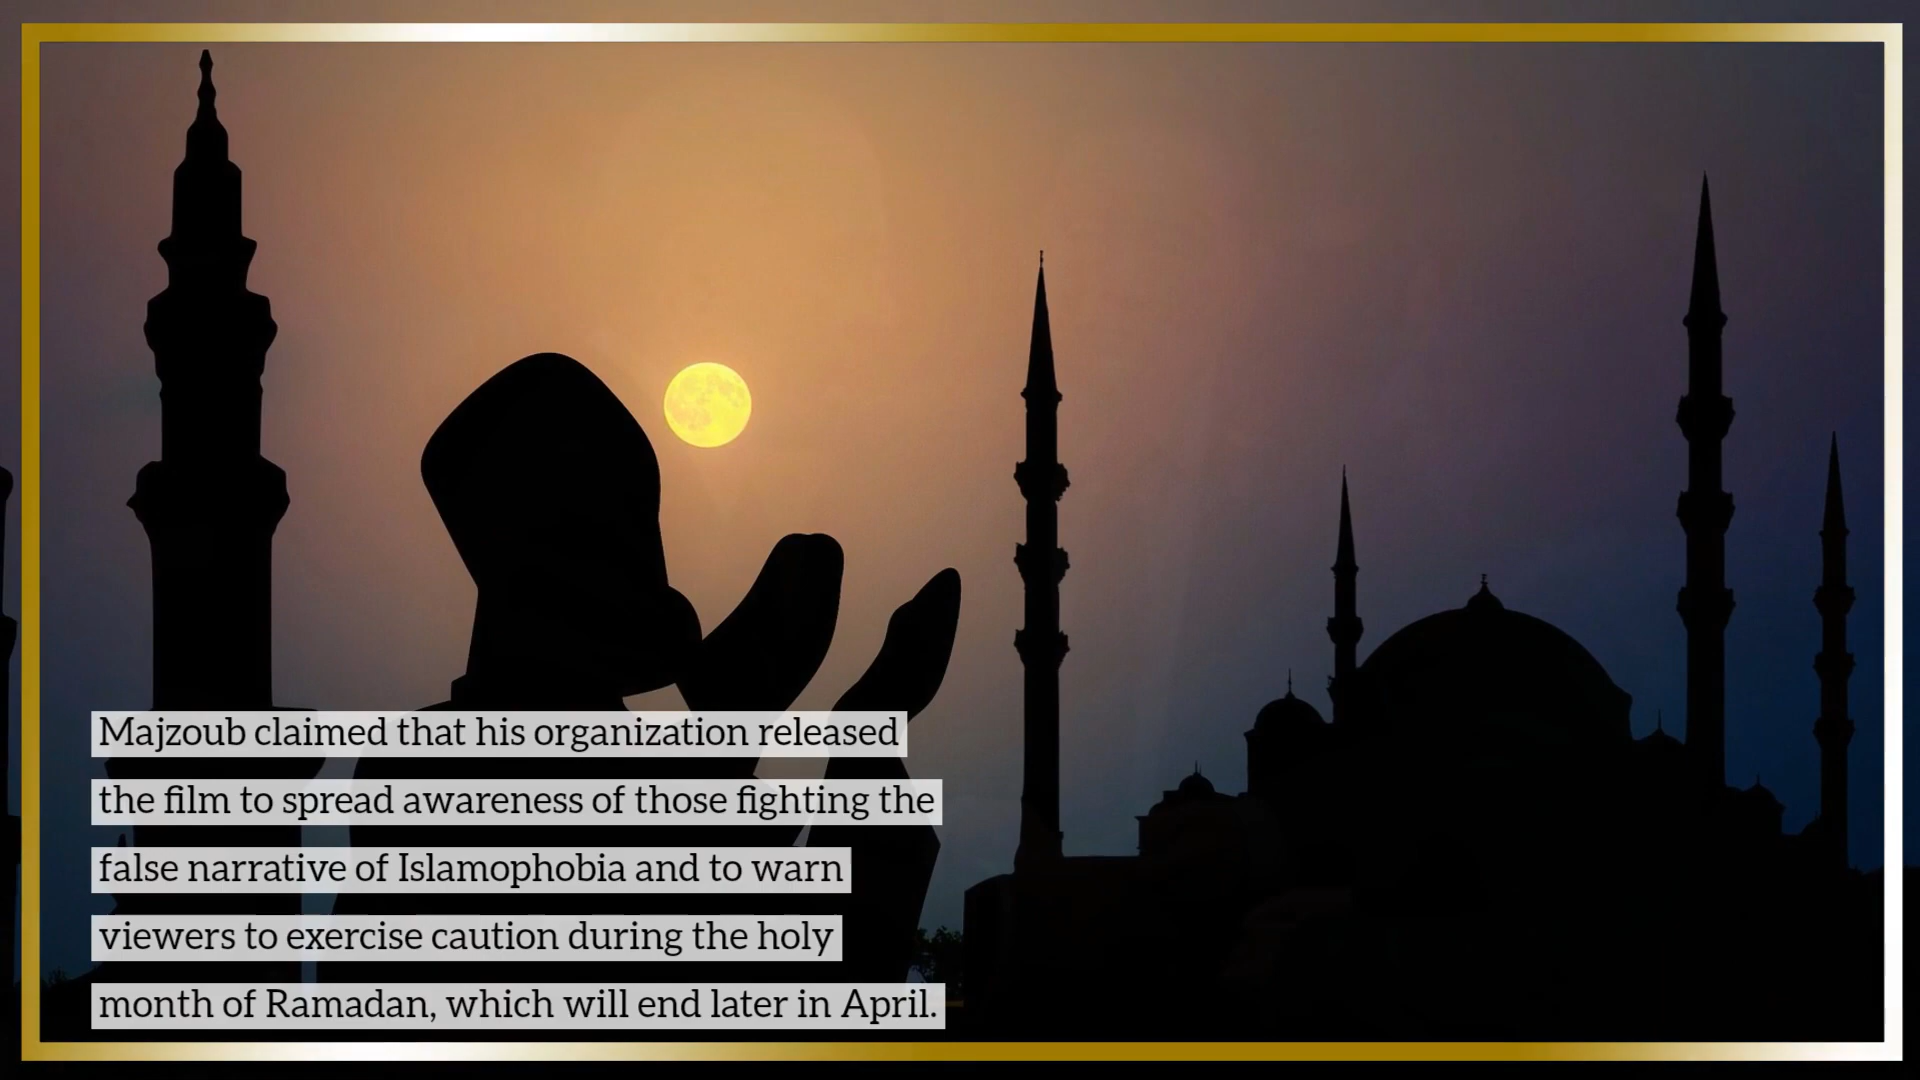 Majzoub claimed that his organization released
the film to spread awareness of those fighting the
false narrative of Islamophobia and to warn
viewers to exercise caution during the holy
month of Ramadan, which will end later in April.